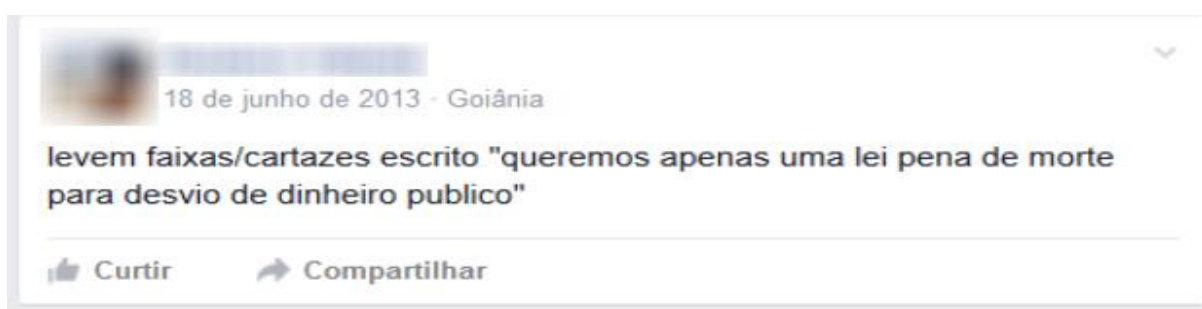 18 de junho de 2013 · Goiânia
levem faixas/cartazes escrito "queremos apenas uma lei pena de morte
para desvio de dinheiro publico"
Curtir Compartilhar